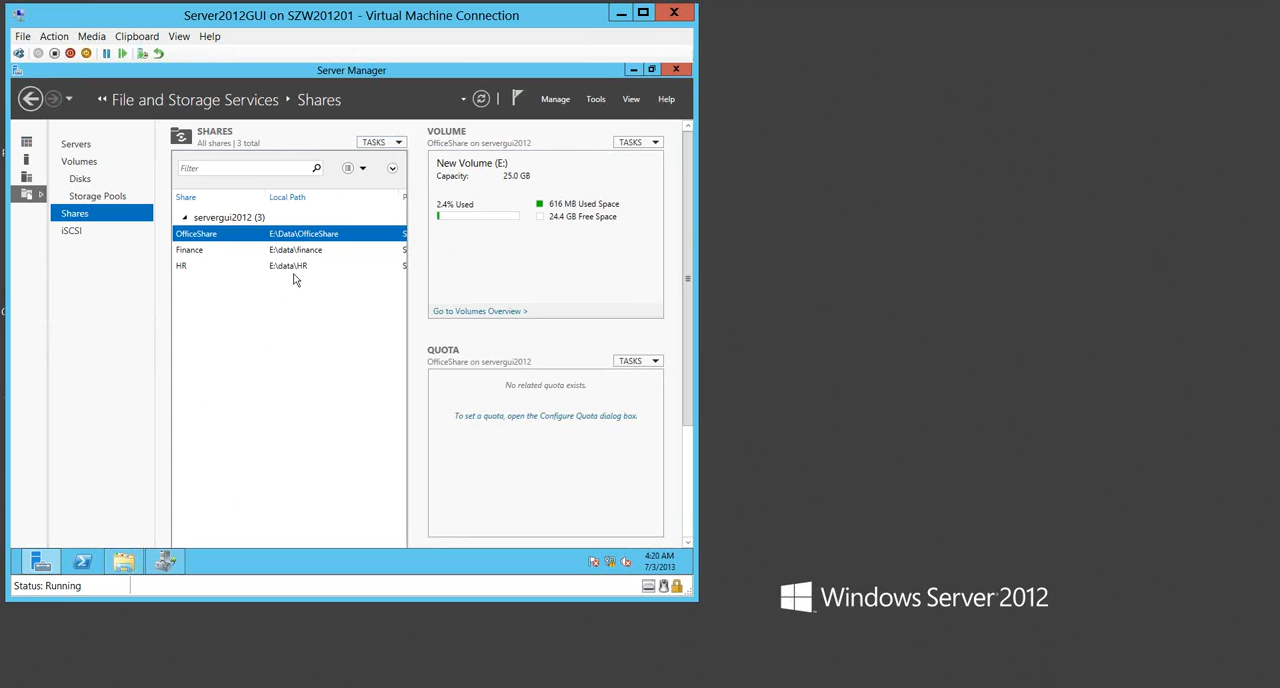 Server2012GUI on SZW201201 - Virtual Machine Connection
File Action Media Clipboard View Help
Server Manager
File and Storage Services Shares
Manage Tools View Help
Servers
Volumes
Disks
Storage Pools
Shares
iSCSI
SHARES
All shares | 3 total
TASKS
Filter
Share Local Path P
servergui2012 (3)
OfficeShare E:\Data\OfficeShare S
Finance E:\data\finance S
HR E:\data\HR S
VOLUME
OfficeShare on servergui2012
TASKS
New Volume (E:)
Capacity: 25.0 GB
2.4% Used
616 MB Used Space
24.4 GB Free Space
Go to Volumes Overview >
QUOTA
OfficeShare on servergui2012
TASKS
No related quota exists.
To set a quota, open the Configure Quota dialog box.
4:20 AM
7/3/2013
Status: Running
Windows Server 2012